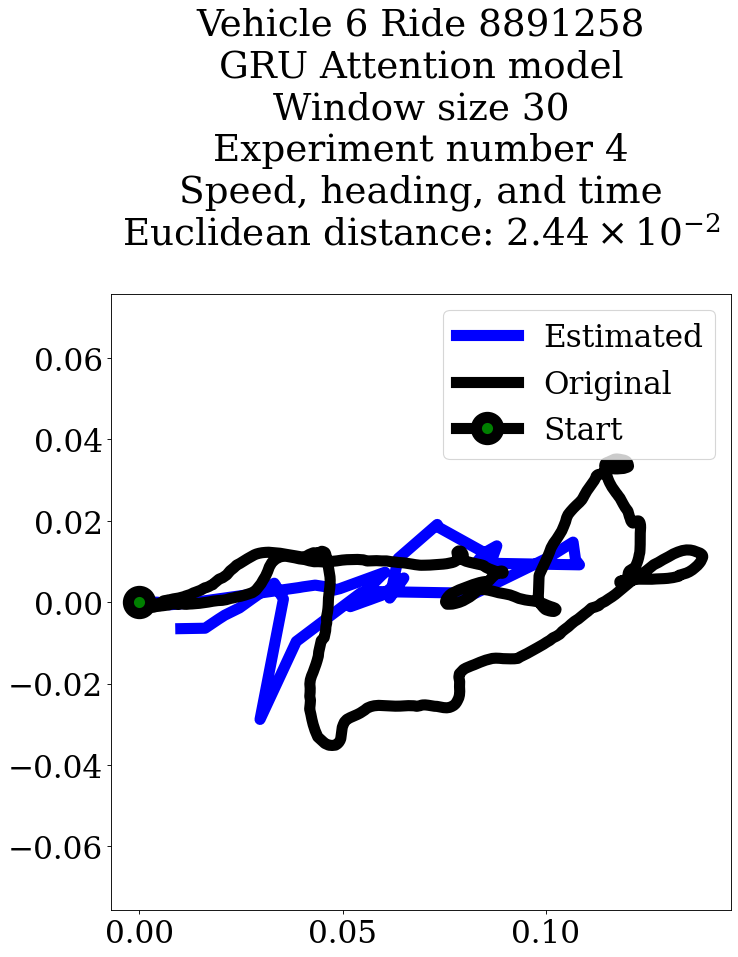 Vehicle 6 Ride 8891258
GRU Attention model
Window size 30
Experiment number 4
Speed, heading, and time
Euclidean distance: 2.44 × 10⁻²
Estimated
Original
Start
0.06
0.04
0.02
0.00
−0.02
−0.04
−0.06
0.00 0.05 0.10